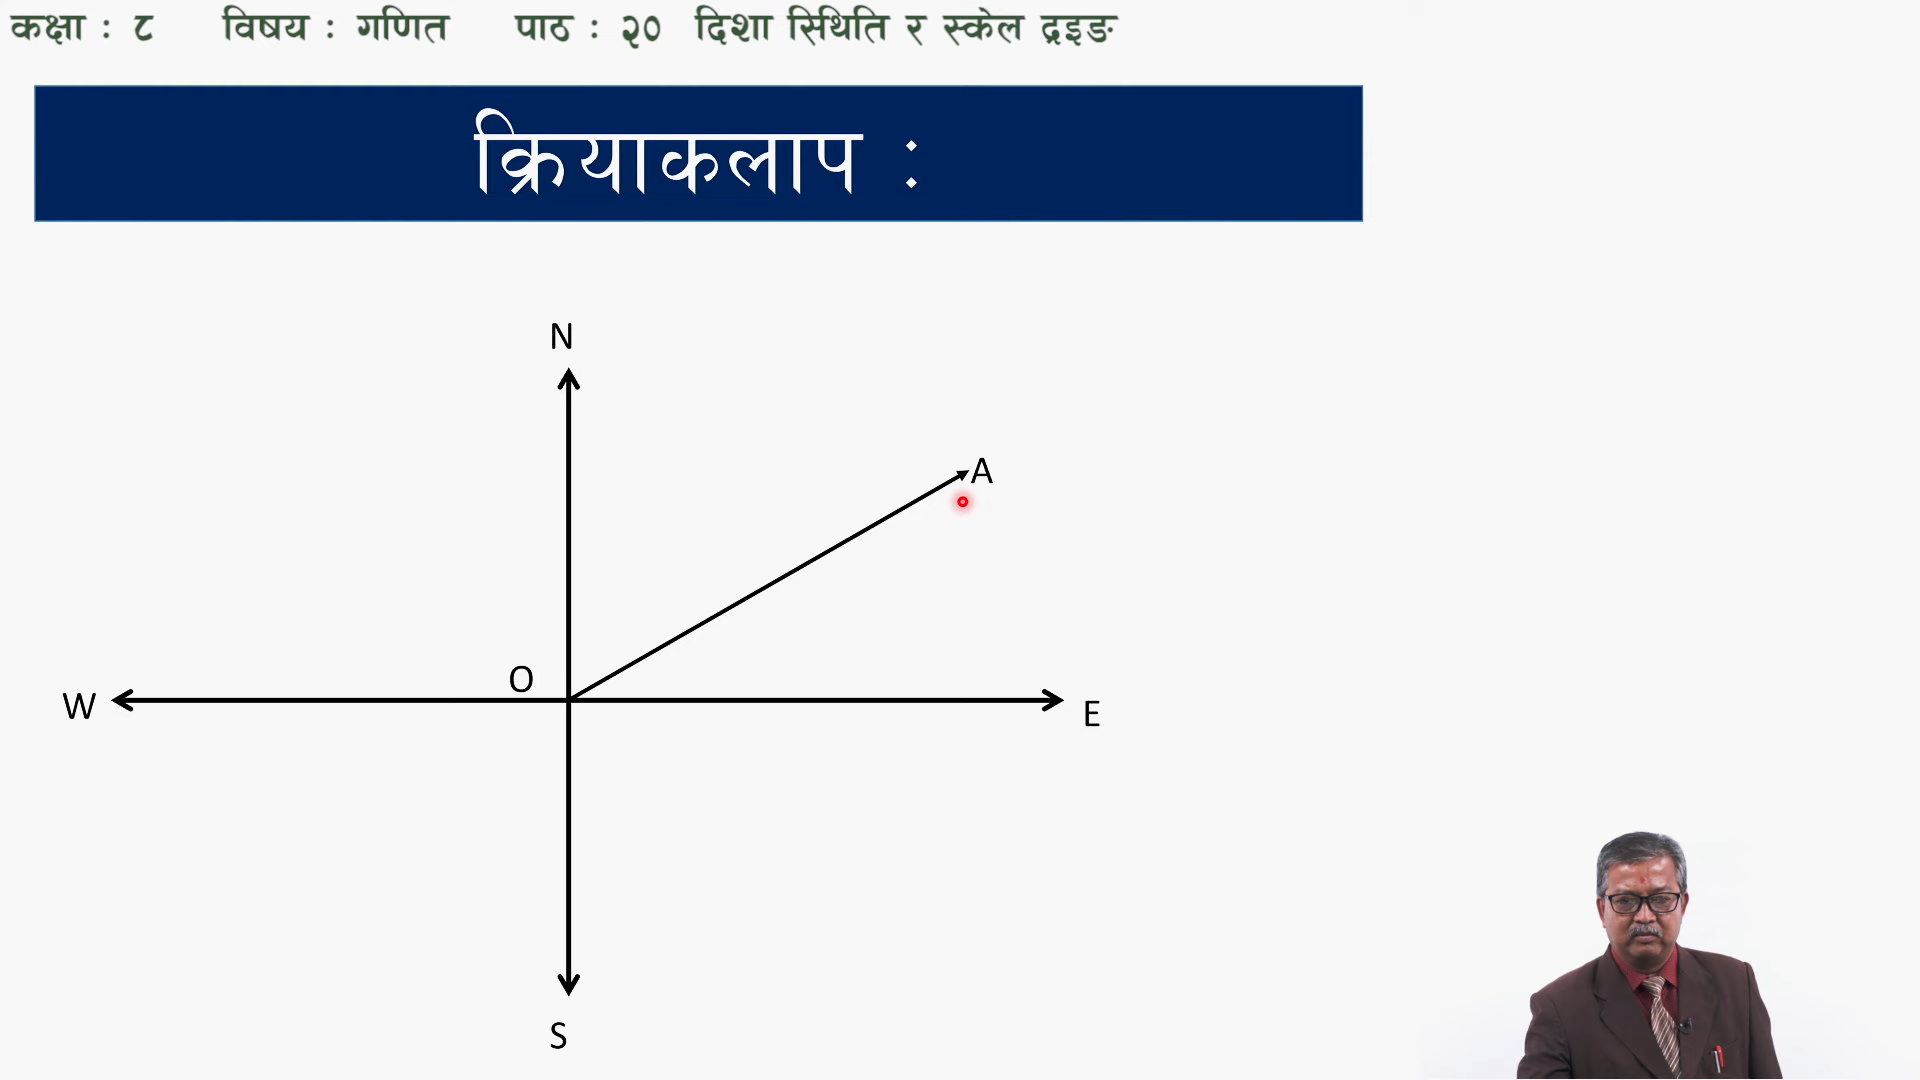 कक्षा : ८ विषय : गणित पाठ : २० दिशा स्थिति र स्केल द्रइङ
क्रियाकलाप :
N
A
O
W
E
S